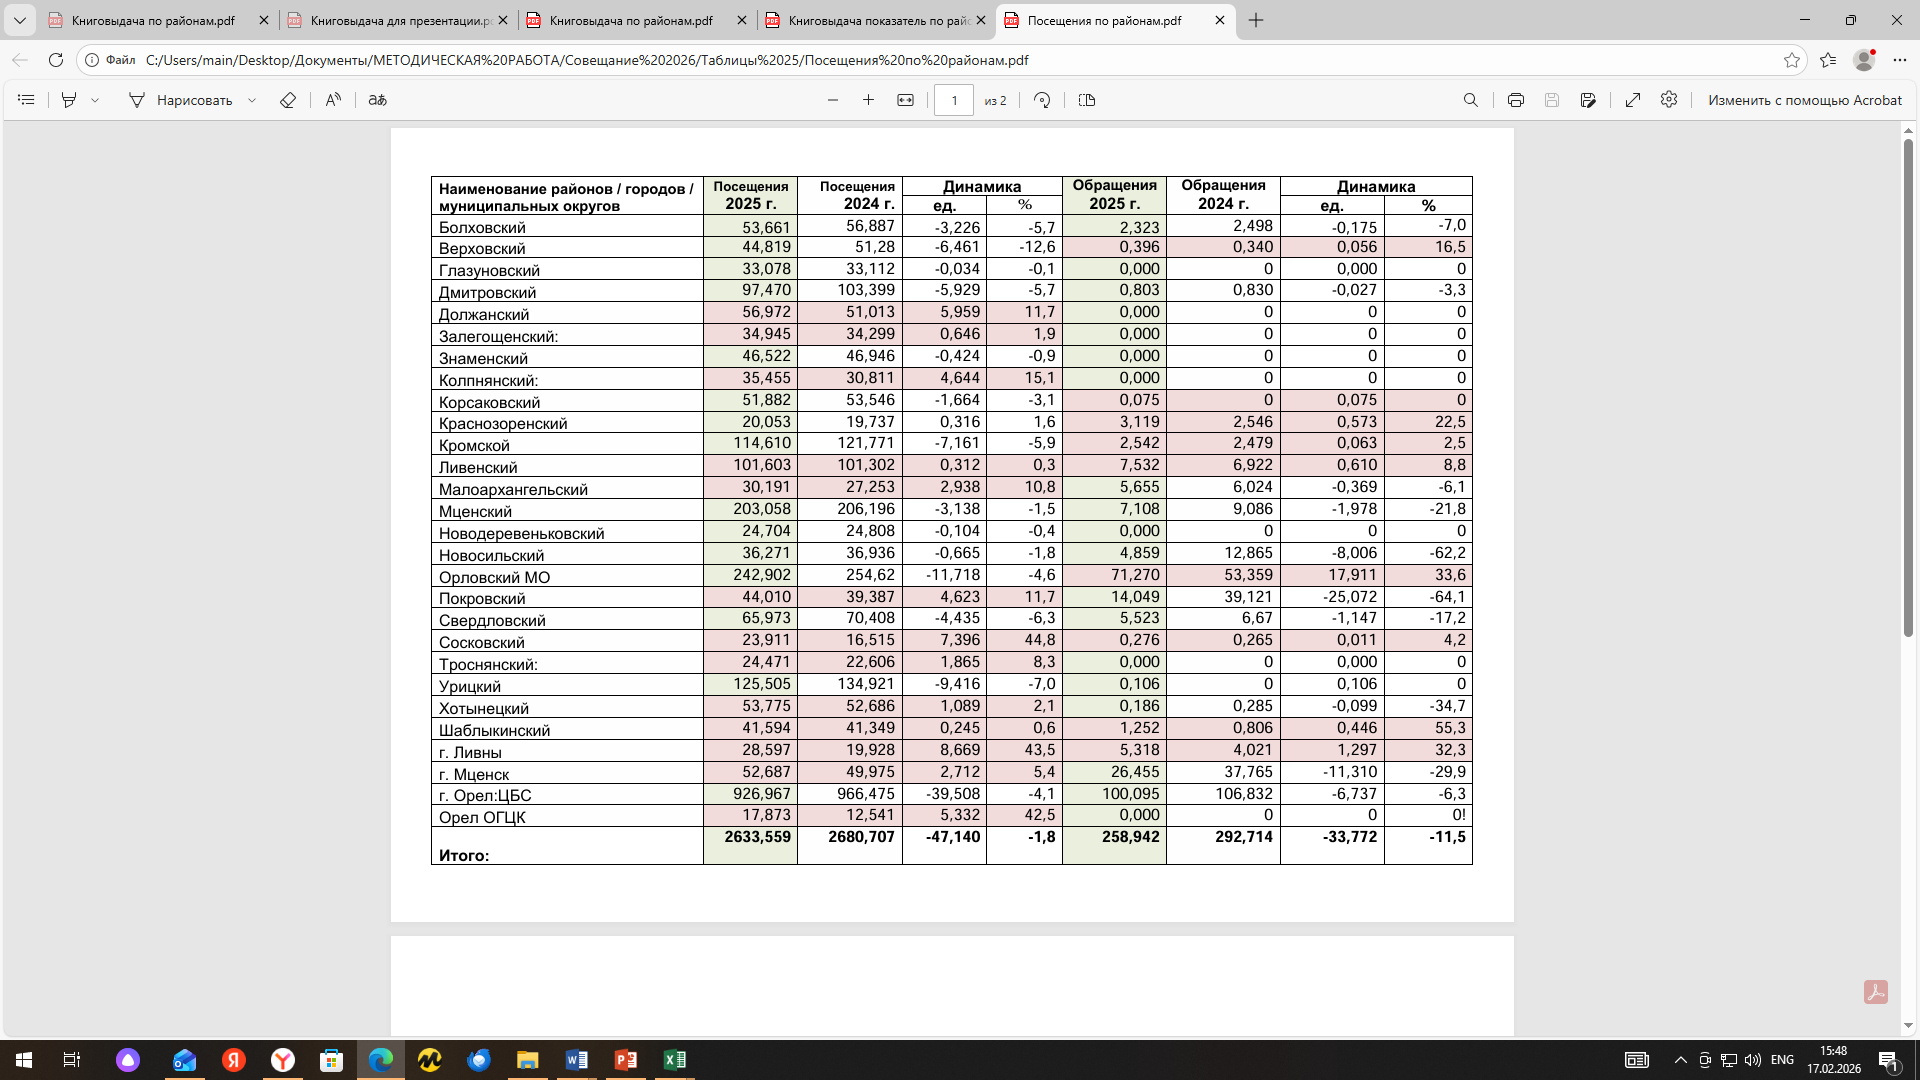 Книговыдача по районам.pdf
Книговыдача для презентации.pd
Книговыдача по районам.pdf
Книговыдача показатель по райо
Посещения по районам.pdf
Файл C:/Users/main/Desktop/Документы/МЕТОДИЧЕСКАЯ%20РАБОТА/Совещание%202026/Таблицы%2025/Посещения%20по%20районам.pdf
Нарисовать 1 из 2 Изменить с помощью Acrobat
Наименование районов / городов / муниципальных округов Посещения 2025 г. Посещения 2024 г. Динамика ед. % Обращения 2025 г. Обращения 2024 г. Динамика ед. %
Болховский 53,661 56,887 -3,226 -5,7 2,323 2,498 -0,175 -7,0
Верховский 44,819 51,28 -6,461 -12,6 0,396 0,340 0,056 16,5
Глазуновский 33,078 33,112 -0,034 -0,1 0,000 0 0,000 0
Дмитровский 97,470 103,399 -5,929 -5,7 0,803 0,830 -0,027 -3,3
Должанский 56,972 51,013 5,959 11,7 0,000 0 0 0
Залегощенский: 34,945 34,299 0,646 1,9 0,000 0 0 0
Знаменский 46,522 46,946 -0,424 -0,9 0,000 0 0 0
Колпнянский: 35,455 30,811 4,644 15,1 0,000 0 0 0
Корсаковский 51,882 53,546 -1,664 -3,1 0,075 0 0,075 0
Краснозоренский 20,053 19,737 0,316 1,6 3,119 2,546 0,573 22,5
Кромской 114,610 121,771 -7,161 -5,9 2,542 2,479 0,063 2,5
Ливенский 101,603 101,302 0,312 0,3 7,532 6,922 0,610 8,8
Малоархангельский 30,191 27,253 2,938 10,8 5,655 6,024 -0,369 -6,1
Мценский 203,058 206,196 -3,138 -1,5 7,108 9,086 -1,978 -21,8
Новодеревеньковский 24,704 24,808 -0,104 -0,4 0,000 0 0 0
Новосильский 36,271 36,936 -0,665 -1,8 4,859 12,865 -8,006 -62,2
Орловский МО 242,902 254,62 -11,718 -4,6 71,270 53,359 17,911 33,6
Покровский 44,010 39,387 4,623 11,7 14,049 39,121 -25,072 -64,1
Свердловский 65,973 70,408 -4,435 -6,3 5,523 6,67 -1,147 -17,2
Сосковский 23,911 16,515 7,396 44,8 0,276 0,265 0,011 4,2
Троснянский: 24,471 22,606 1,865 8,3 0,000 0 0,000 0
Урицкий 125,505 134,921 -9,416 -7,0 0,106 0 0,106 0
Хотынецкий 53,775 52,686 1,089 2,1 0,186 0,285 -0,099 -34,7
Шаблыкинский 41,594 41,349 0,245 0,6 1,252 0,806 0,446 55,3
г. Ливны 28,597 19,928 8,669 43,5 5,318 4,021 1,297 32,3
г. Мценск 52,687 49,975 2,712 5,4 26,455 37,765 -11,310 -29,9
г. Орел:ЦБС 926,967 966,475 -39,508 -4,1 100,095 106,832 -6,737 -6,3
Орел ОГЦК 17,873 12,541 5,332 42,5 0,000 0 0 0!
Итого: 2633,559 2680,707 -47,140 -1,8 258,942 292,714 -33,772 -11,5
ENG 15:48
17.02.2026
1